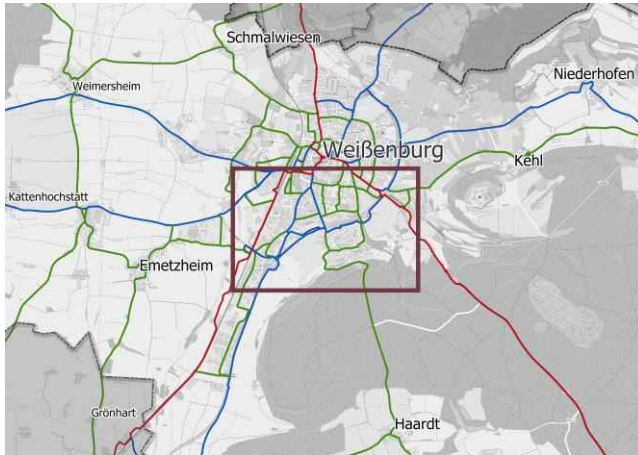 Schmalwiesen
Niederhofen
Weimersheim
Weißenburg
Kehl
Kattenhochstatt
Emetzheim
Grönhart
Haardt